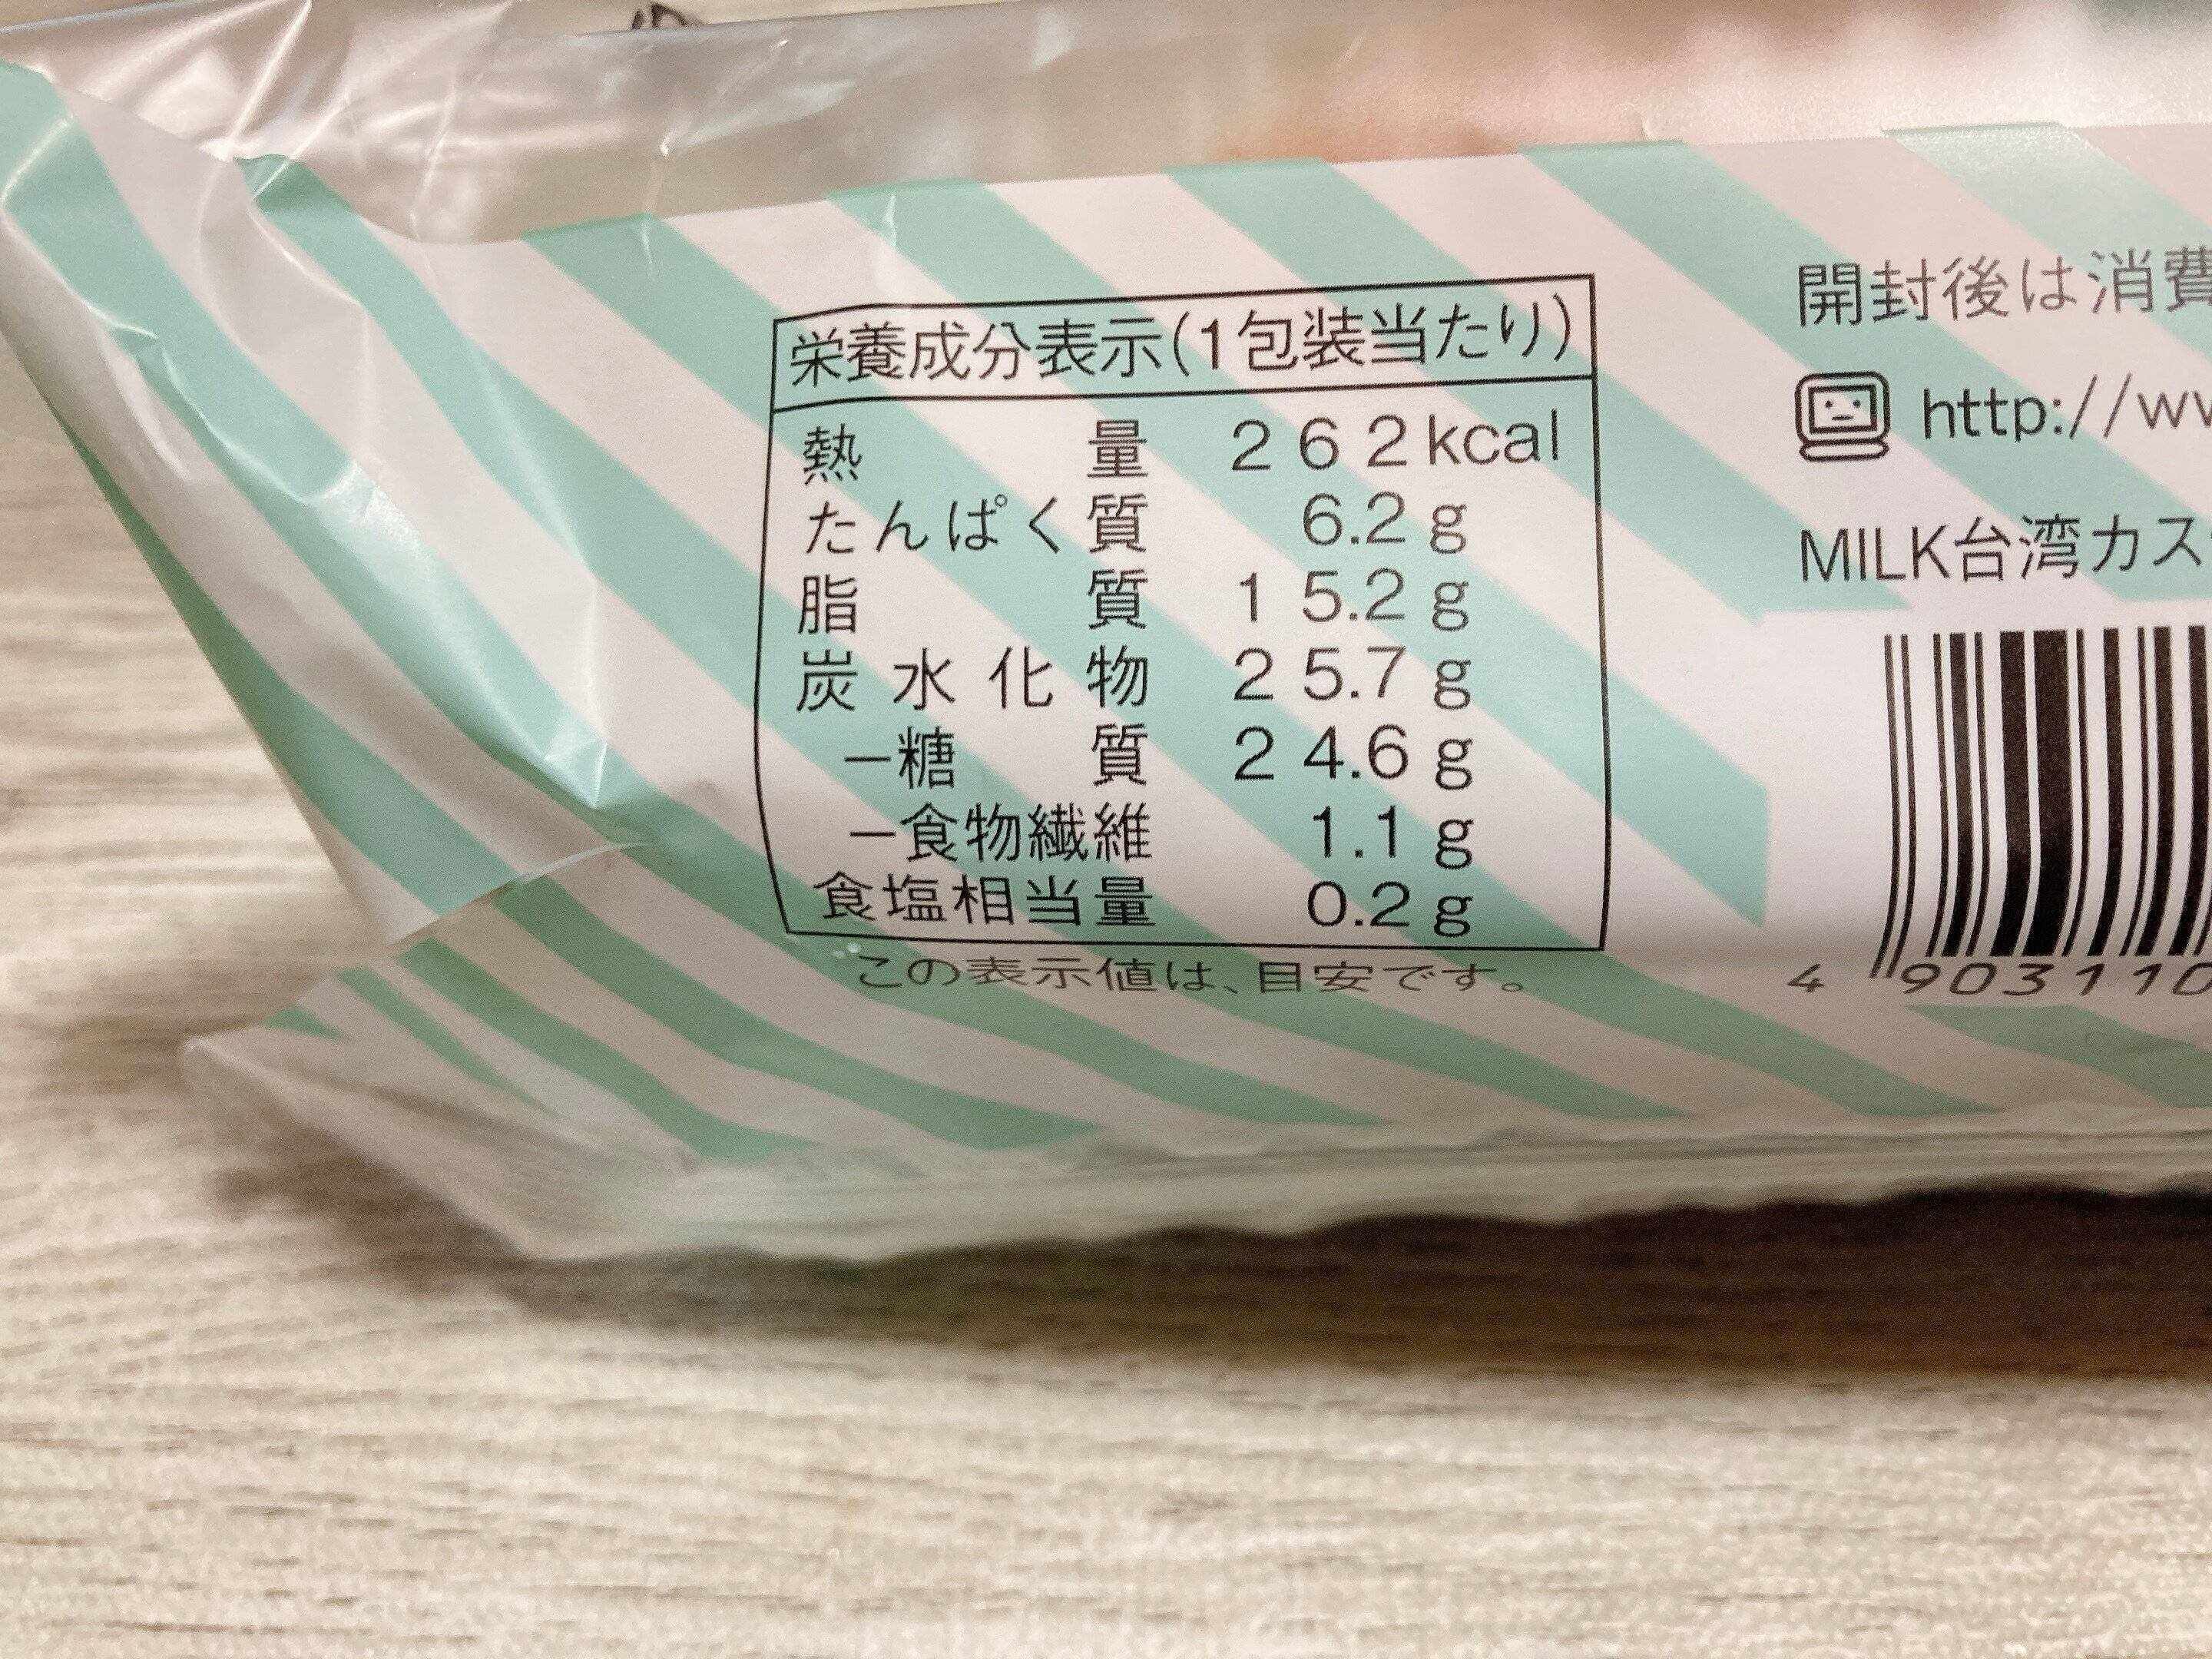 栄養成分表示(1包装当たり)
熱量 262kcal
たんぱく質 6.2g
脂質 15.2g
炭水化物 25.7g
－糖質 24.6g
－食物繊維 1.1g
食塩相当量 0.2g
この表示値は、目安です。
開封後は消費
http://w
MILK台湾カス
4 903110